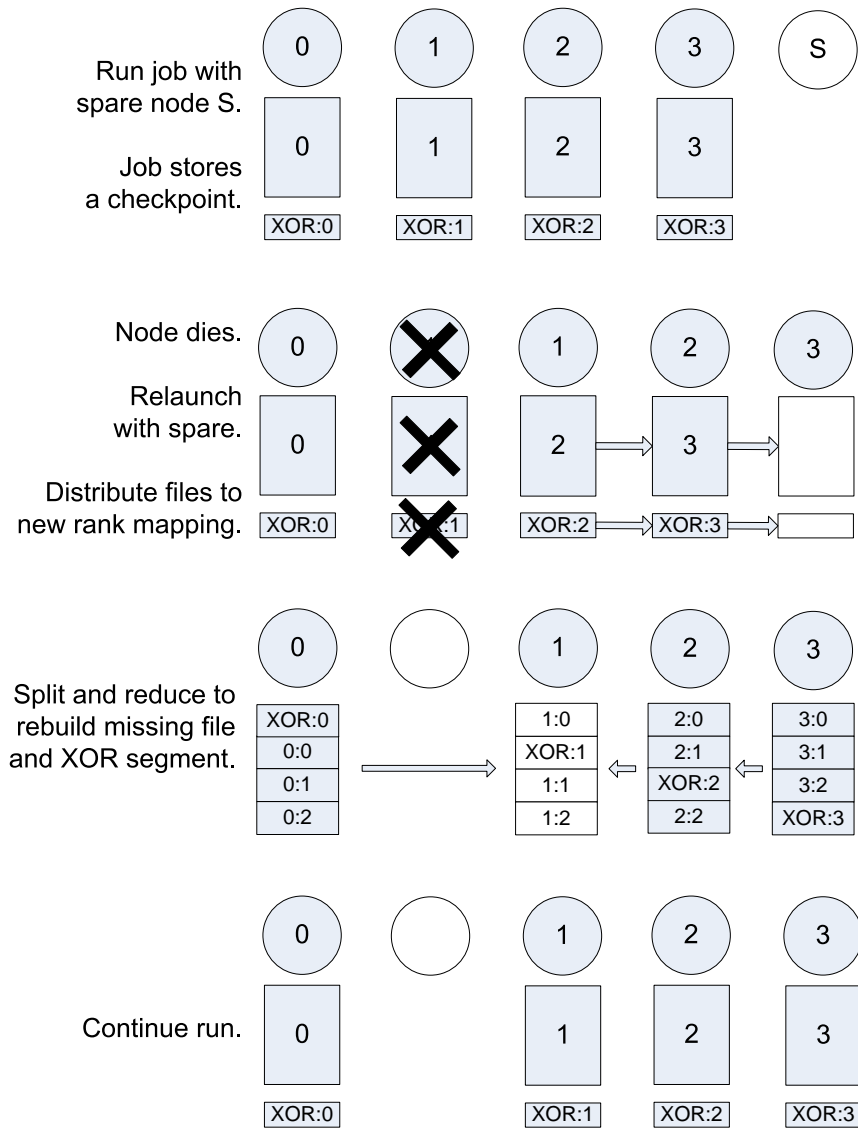 0 1 2 3 S
Run job with
spare node S.
0 1 2 3
Job stores
a checkpoint.
XOR:0 XOR:1 XOR:2 XOR:3
Node dies.
0 1 2 3
Relaunch
with spare.
0 2 3
Distribute files to
new rank mapping.
XOR:0 XOR:1 XOR:2 XOR:3
0 1 2 3
Split and reduce to
rebuild missing file
and XOR segment.
XOR:0 1:0 2:0 3:0
0:0 XOR:1 2:1 3:1
0:1 1:1 XOR:2 3:2
0:2 1:2 2:2 XOR:3
0 1 2 3
Continue run.
0 1 2 3
XOR:0 XOR:1 XOR:2 XOR:3